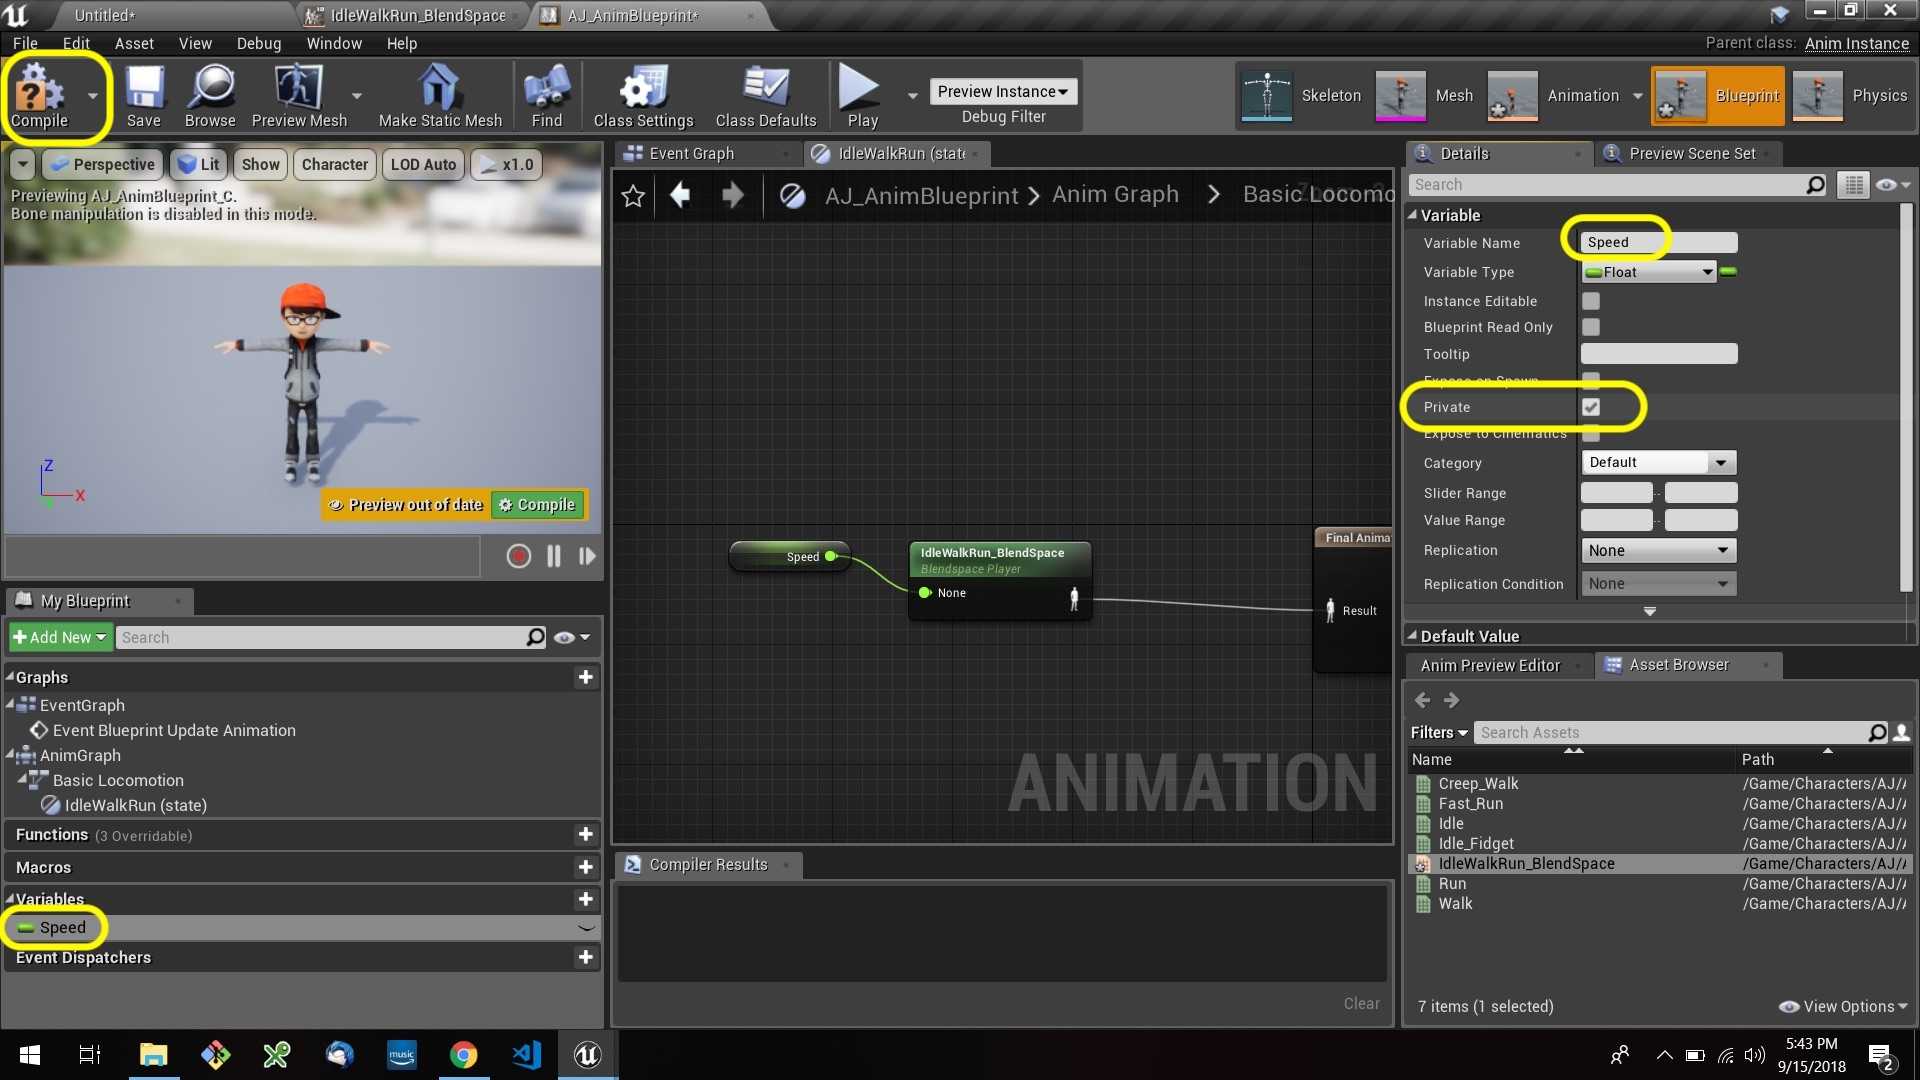 Untitled*
IdleWalkRun_BlendSpace
AJ_AnimBlueprint*
File Edit Asset View Debug Window Help
Parent class: Anim Instance
Compile
Save
Browse
Preview Mesh
Make Static Mesh
Find
Class Settings
Class Defaults
Play
Preview Instance
Debug Filter
Skeleton
Mesh
Animation
Blueprint
Physics
Perspective
Lit
Show
Character
LOD Auto
x1.0
Previewing AJ_AnimBlueprint_C.
Bone manipulation is disabled in this mode.
Z
X
Preview out of date
Compile
My Blueprint
Add New
Search
Graphs
EventGraph
Event Blueprint Update Animation
AnimGraph
Basic Locomotion
IdleWalkRun (state)
Functions (3 Overridable)
Macros
Variables
Speed
Event Dispatchers
Event Graph
IdleWalkRun (state
AJ_AnimBlueprint
Anim Graph
Basic Locomo
Speed
IdleWalkRun_BlendSpace
Blendspace Player
None
Final Anima
Result
ANIMATION
Compiler Results
Clear
Details
Preview Scene Set
Search
Variable
Variable Name Speed
Variable Type Float
Instance Editable
Blueprint Read Only
Tooltip
Expose on Spawn
Private
Expose to Cinematics
Category Default
Slider Range
Value Range
Replication None
Replication Condition None
Default Value
Anim Preview Editor
Asset Browser
Filters
Search Assets
Name Path
Creep_Walk /Game/Characters/AJ/
Fast_Run /Game/Characters/AJ/
Idle /Game/Characters/AJ/
Idle_Fidget /Game/Characters/AJ/
IdleWalkRun_BlendSpace /Game/Characters/AJ/
Run /Game/Characters/AJ/
Walk /Game/Characters/AJ/
7 items (1 selected)
View Options
music
5:43 PM
9/15/2018
2